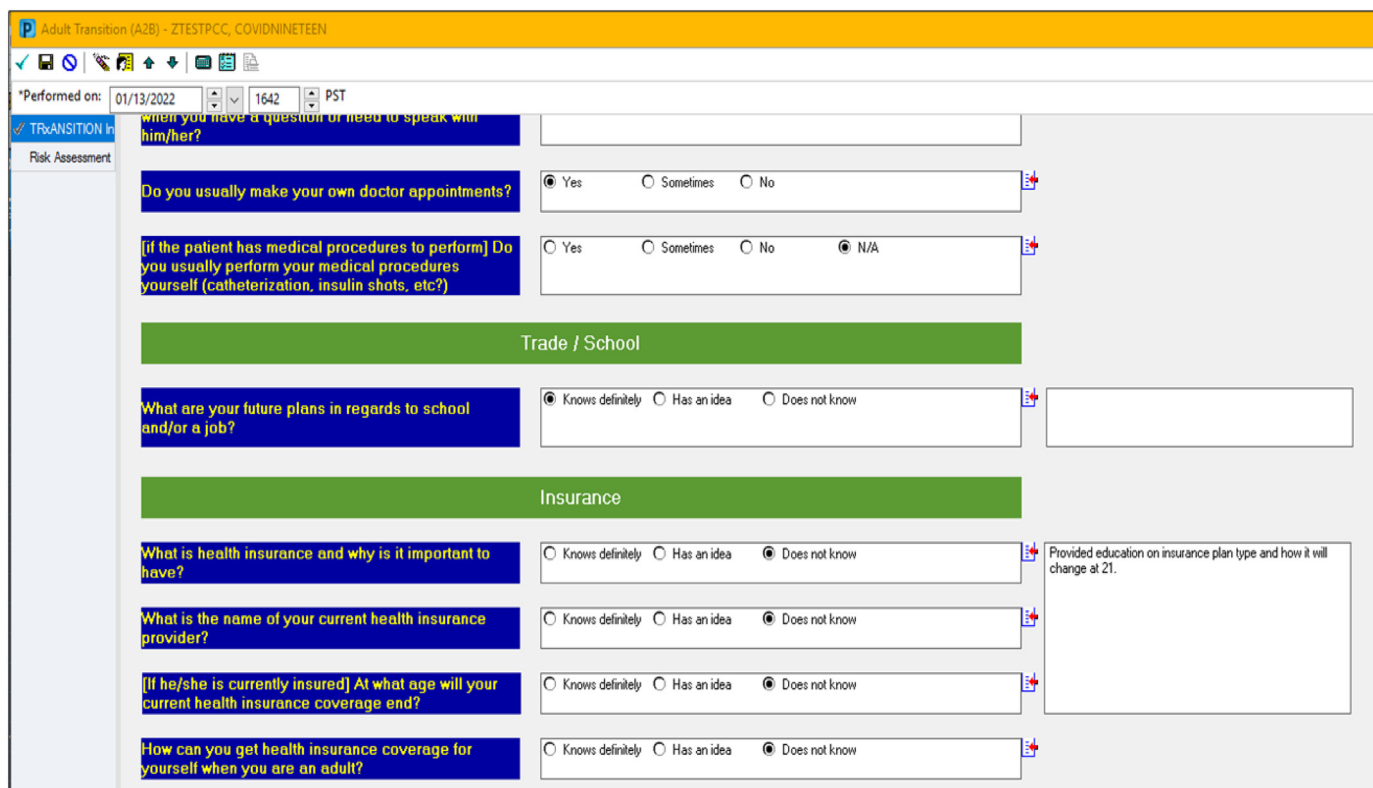 Adult Transition (A2B) - ZTESTPCC, COVIDNINETEEN
*Performed on: 01/13/2022 1642 PST
TRxANSITION In
Risk Assessment
when you have a question or need to speak with
him/her?
Do you usually make your own doctor appointments?
Yes Sometimes No
[if the patient has medical procedures to perform] Do
you usually perform your medical procedures
yourself (catheterization, insulin shots, etc?)
Yes Sometimes No N/A
Trade / School
What are your future plans in regards to school
and/or a job?
Knows definitely Has an idea Does not know
Insurance
What is health insurance and why is it important to
have?
Knows definitely Has an idea Does not know
Provided education on insurance plan type and how it will
change at 21.
What is the name of your current health insurance
provider?
Knows definitely Has an idea Does not know
[If he/she is currently insured] At what age will your
current health insurance coverage end?
Knows definitely Has an idea Does not know
How can you get health insurance coverage for
yourself when you are an adult?
Knows definitely Has an idea Does not know